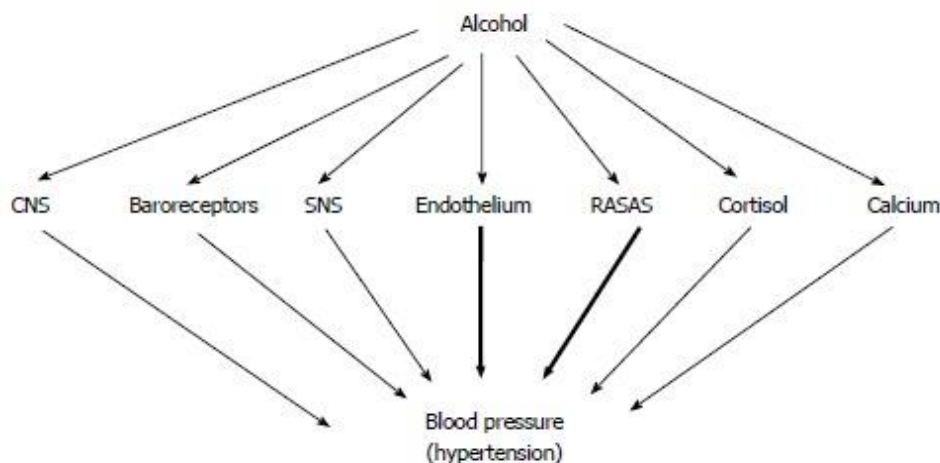 Alcohol
CNS Baroreceptors SNS Endothelium RASAS Cortisol Calcium
Blood pressure
(hypertension)